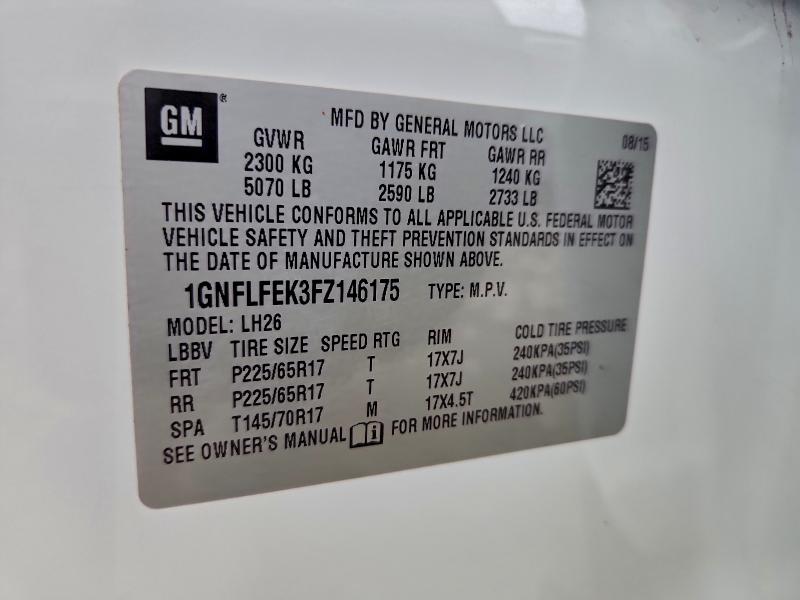 GM®
MFD BY GENERAL MOTORS LLC
08/15
GVWR GAWR FRT GAWR RR
2300 KG 1175 KG 1240 KG
5070 LB 2590 LB 2733 LB
THIS VEHICLE CONFORMS TO ALL APPLICABLE U.S. FEDERAL MOTOR
VEHICLE SAFETY AND THEFT PREVENTION STANDARDS IN EFFECT ON
THE DATE OF MANUFACTURE SHOWN ABOVE.
1GNFLFEK3FZ146175 TYPE: M.P.V.
MODEL: LH26
LBBV TIRE SIZE SPEED RTG RIM COLD TIRE PRESSURE
FRT P225/65R17 T 17X7J 240KPA(35PSI)
RR P225/65R17 T 17X7J 240KPA(35PSI)
SPA T145/70R17 M 17X4.5T 420KPA(60PSI)
SEE OWNER'S MANUAL FOR MORE INFORMATION.